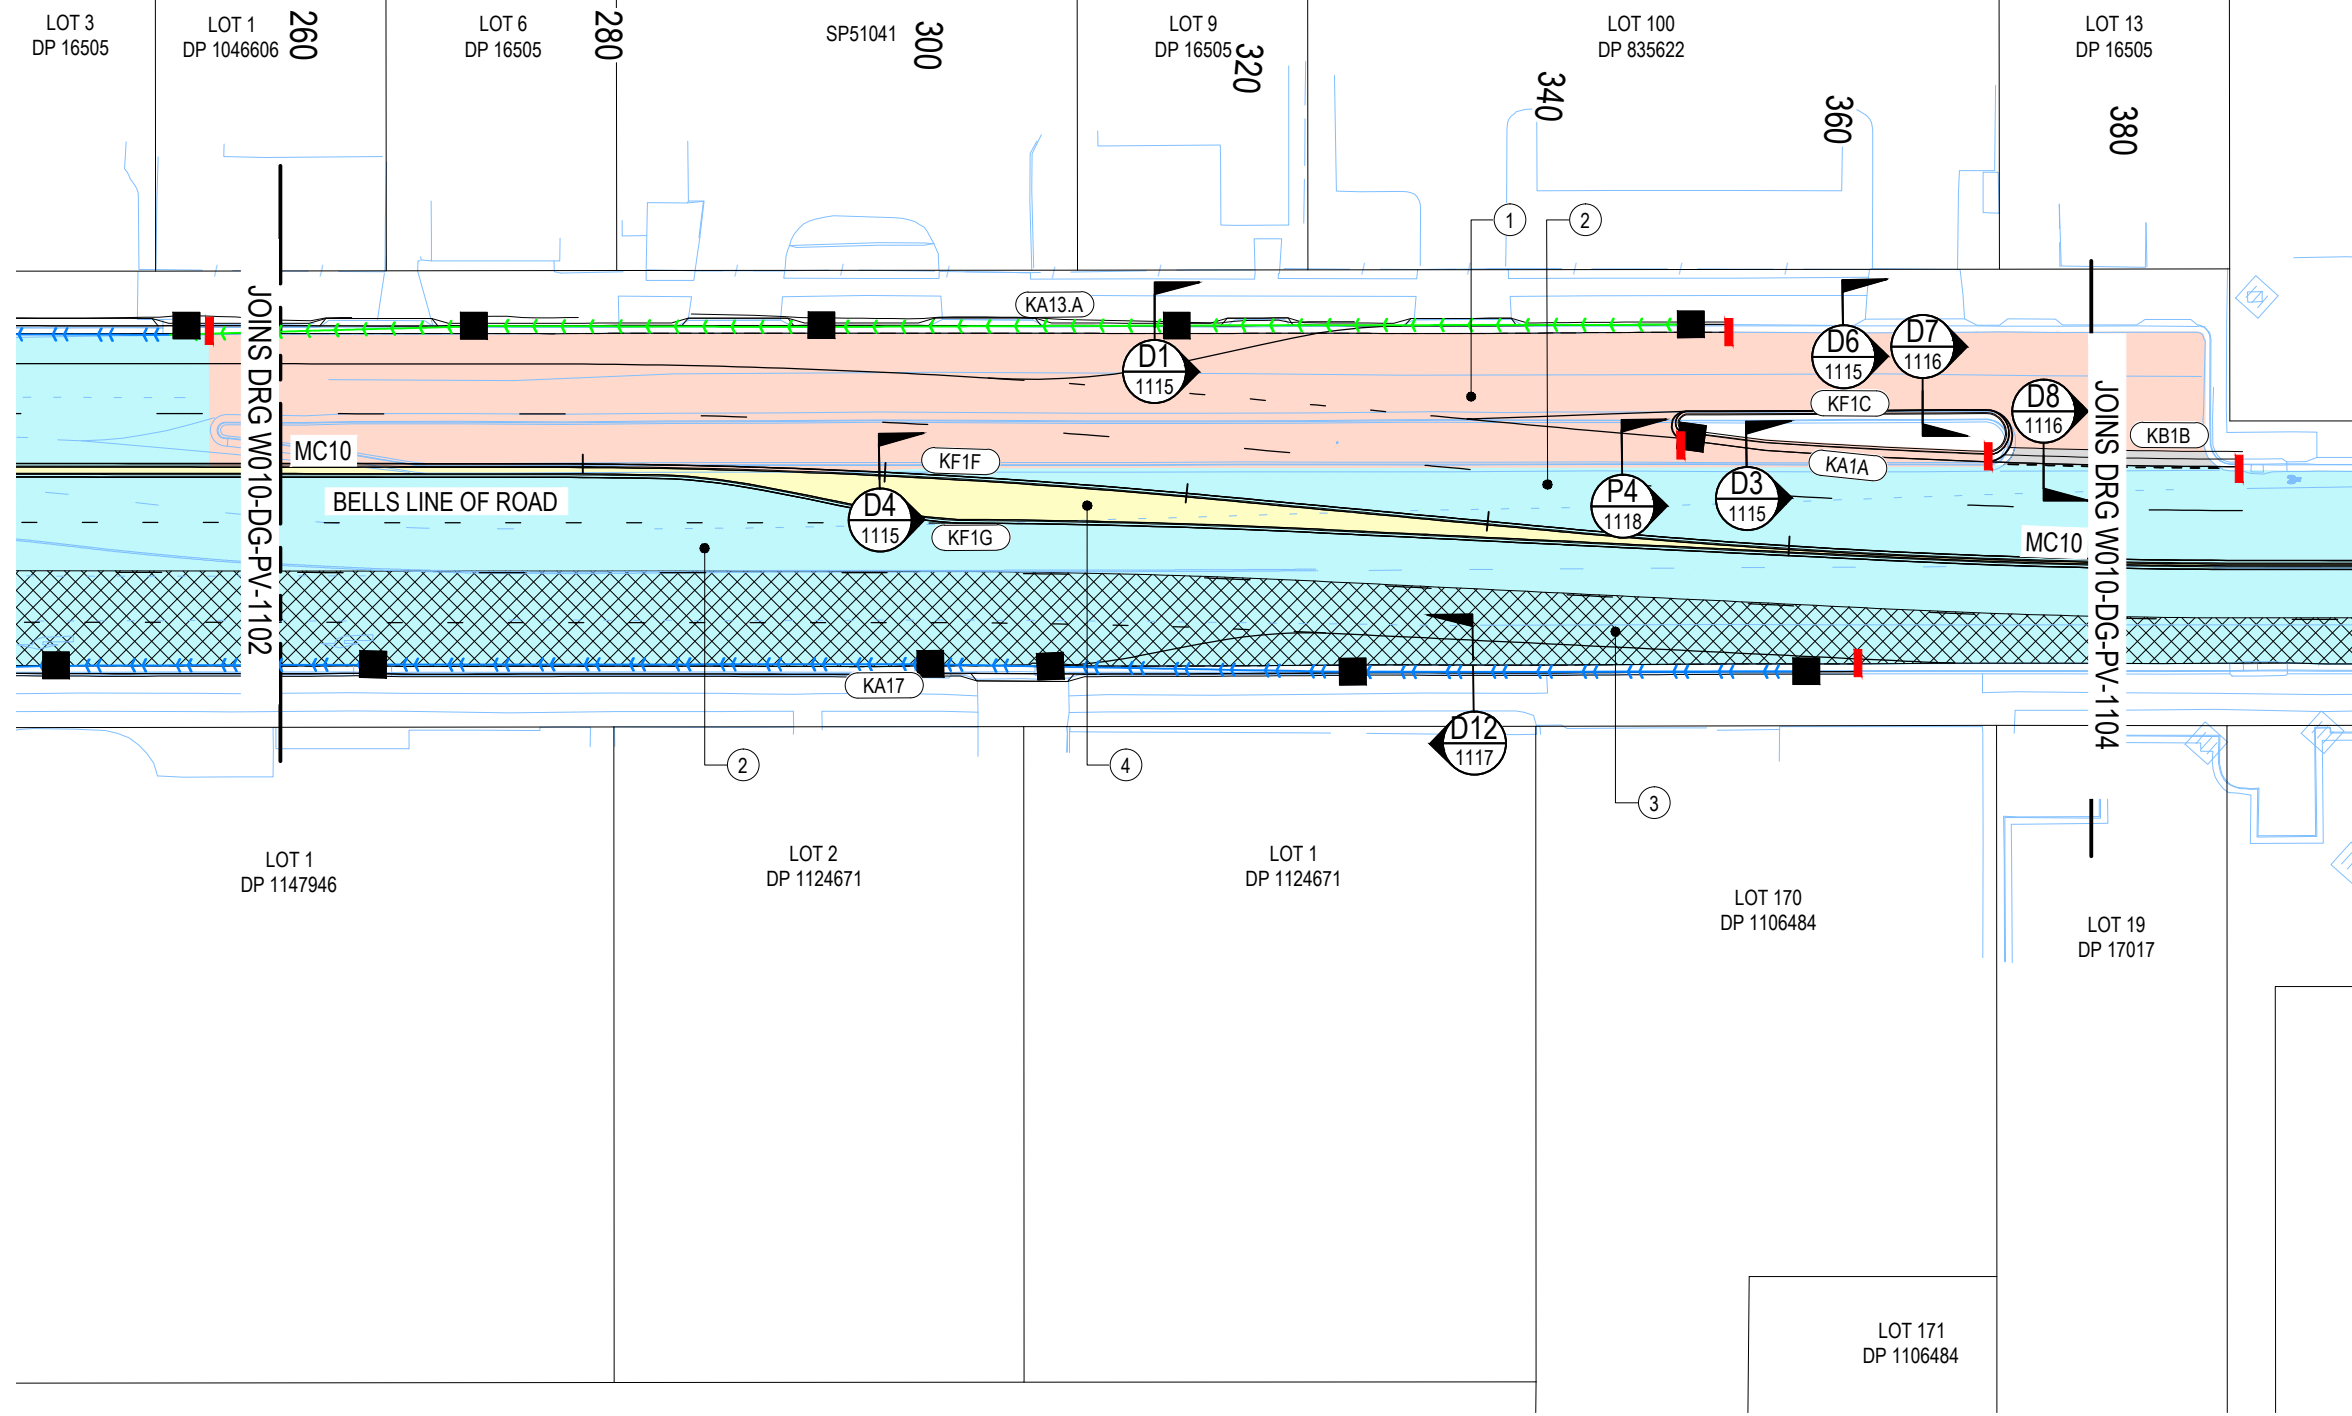 LOT 3
DP 16505
LOT 1
DP 1046606
260
LOT 6
DP 16505
280
SP51041
300
LOT 9
DP 16505
320
LOT 100
DP 835622
340
360
LOT 13
DP 16505
380
1
2
KA13.A
D1
1115
D6
1115
D7
1116
KF1C
D8
1116
KB1B
JOINS DRG W010-DG-PV-1102
MC10
BELLS LINE OF ROAD
KF1F
D4
1115
KF1G
KA1A
P4
1118
D3
1115
MC10
JOINS DRG W010-DG-PV-1104
KA17
D12
1117
2
4
3
LOT 1
DP 1147946
LOT 2
DP 1124671
LOT 1
DP 1124671
LOT 170
DP 1106484
LOT 19
DP 17017
LOT 171
DP 1106484